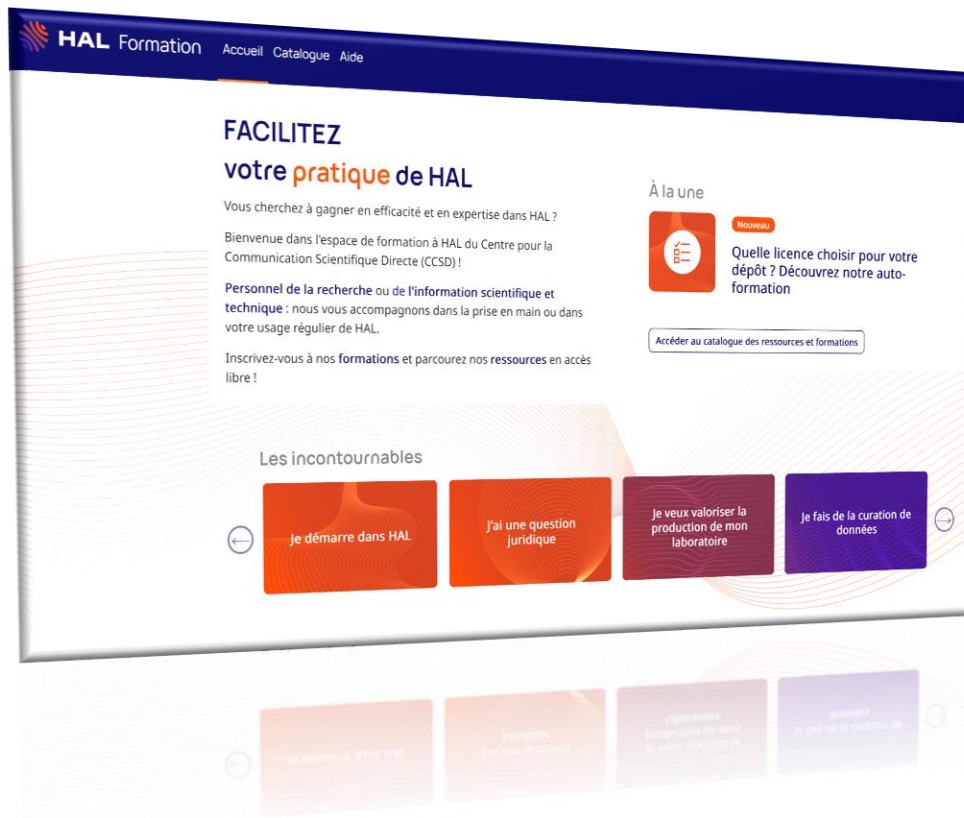 HAL Formation
Accueil Catalogue Aide
FACILITEZ
votre pratique de HAL
Vous cherchez à gagner en efficacité et en expertise dans HAL ?
Bienvenue dans l'espace de formation à HAL du Centre pour la
Communication Scientifique Directe (CCSD) !
Personnel de la recherche ou de l'information scientifique et
technique : nous vous accompagnons dans la prise en main ou dans
votre usage régulier de HAL.
Inscrivez-vous à nos formations et parcourez nos ressources en accès
libre !
À la une
Nouveau
Quelle licence choisir pour votre
dépôt ? Découvrez notre auto-
formation
Accéder au catalogue des ressources et formations
Les incontournables
Je démarre dans HAL
J'ai une question
juridique
Je veux valoriser la
production de mon
laboratoire
Je fais de la curation de
données